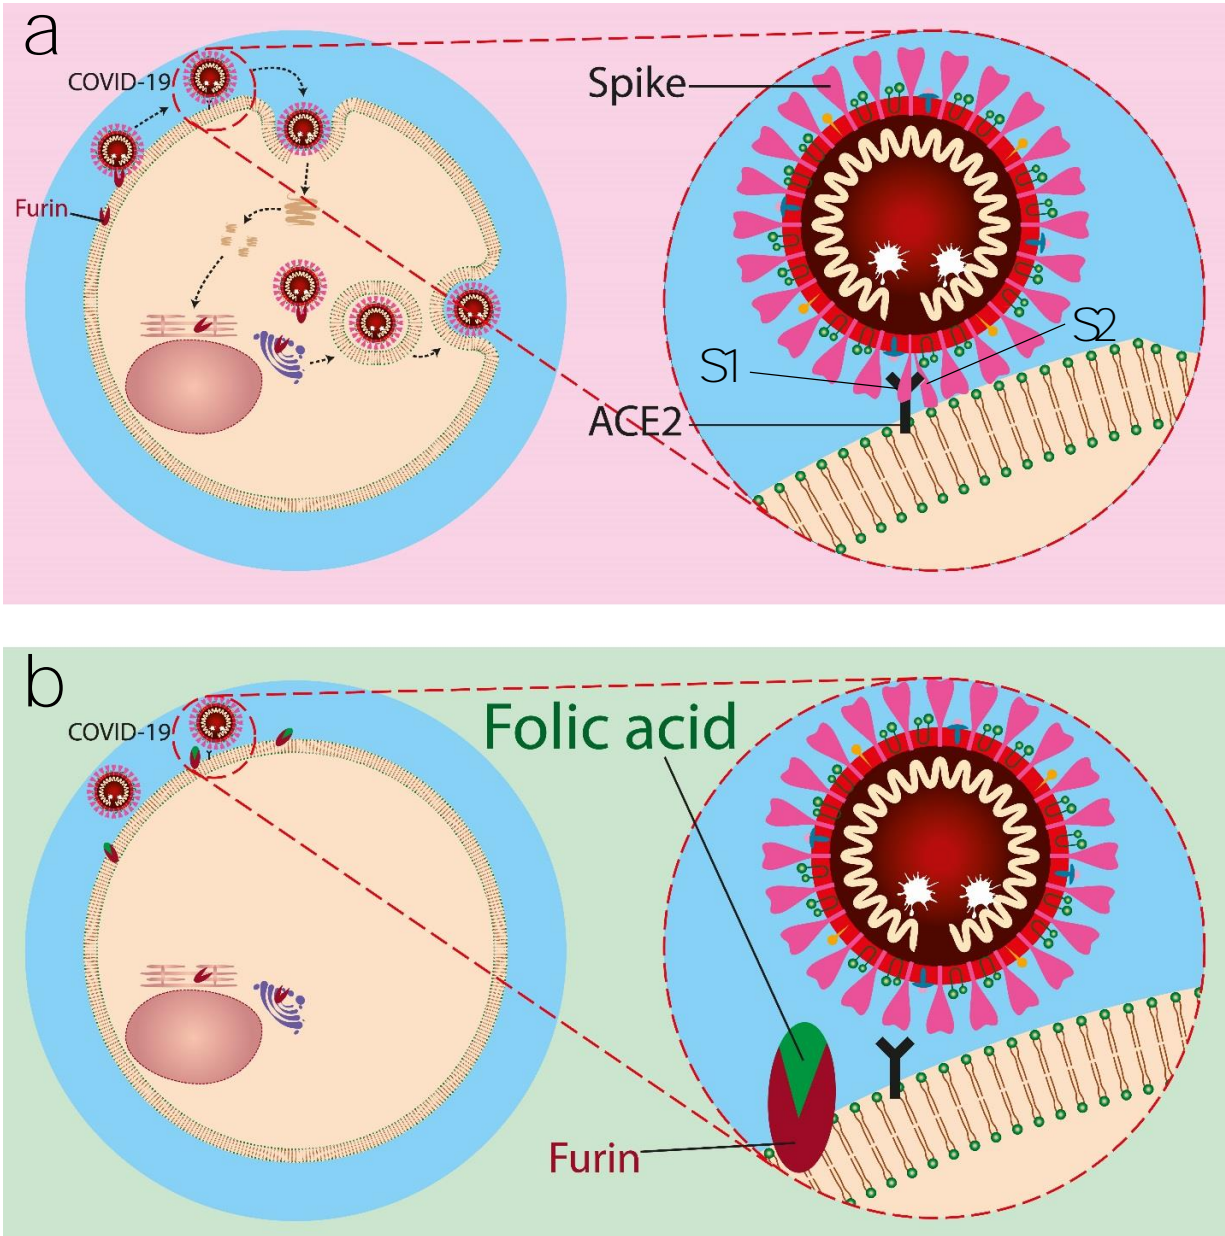 a
COVID-19
Furin
Spike
S1
S2
ACE2
b
COVID-19
Folic acid
Furin